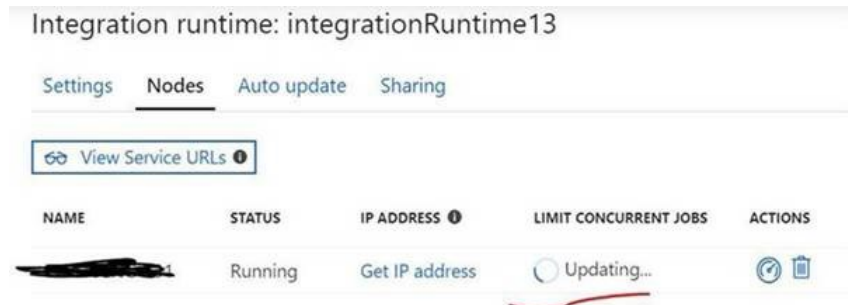 Integration runtime: integrationRuntime13
Settings Nodes Auto update Sharing
View Service URLs
NAME STATUS IP ADDRESS LIMIT CONCURRENT JOBS ACTIONS
Running Get IP address Updating...